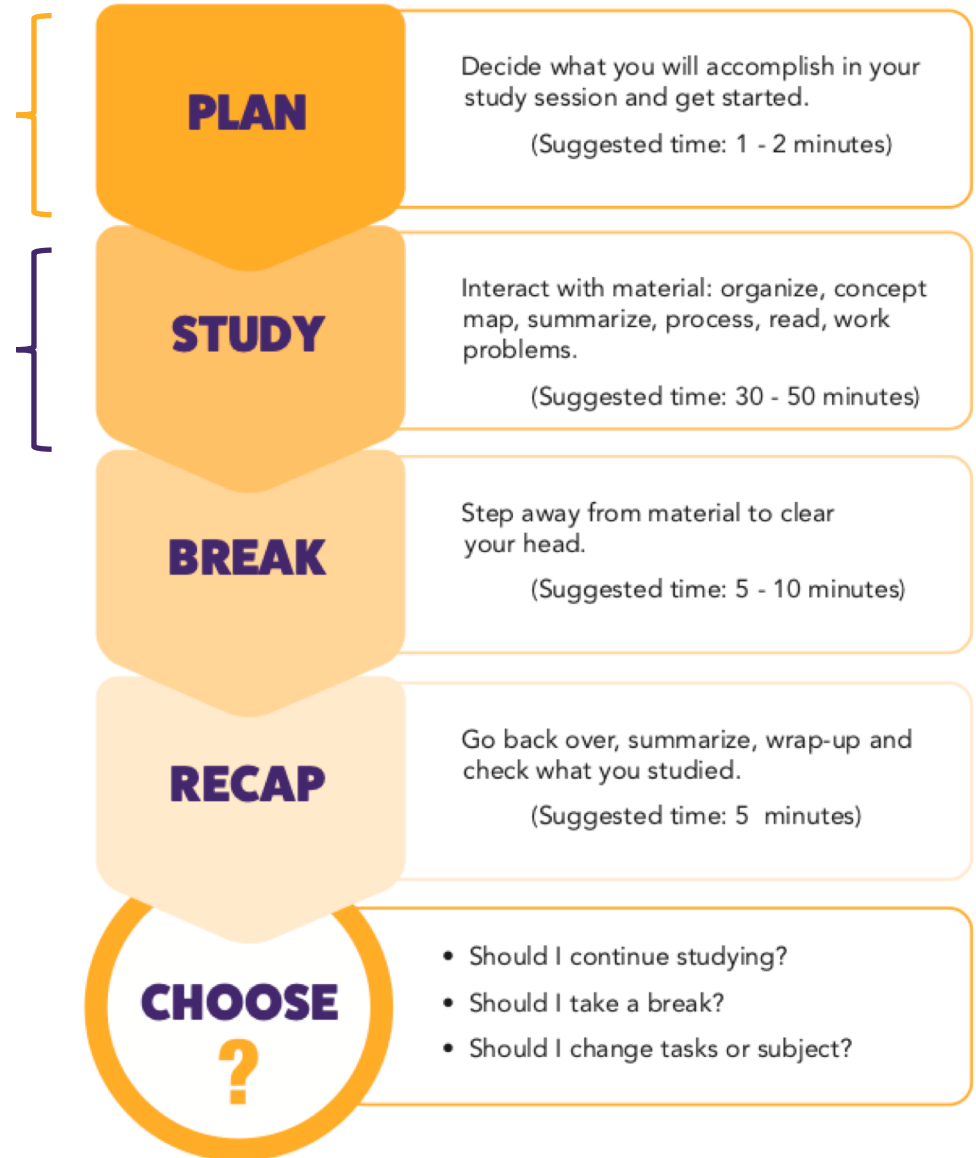 PLAN
Decide what you will accomplish in your
study session and get started.
(Suggested time: 1 - 2 minutes)
STUDY
Interact with material: organize, concept
map, summarize, process, read, work
problems.
(Suggested time: 30 - 50 minutes)
BREAK
Step away from material to clear
your head.
(Suggested time: 5 - 10 minutes)
RECAP
Go back over, summarize, wrap-up and
check what you studied.
(Suggested time: 5  minutes)
CHOOSE
?
• Should I continue studying?
• Should I take a break?
• Should I change tasks or subject?